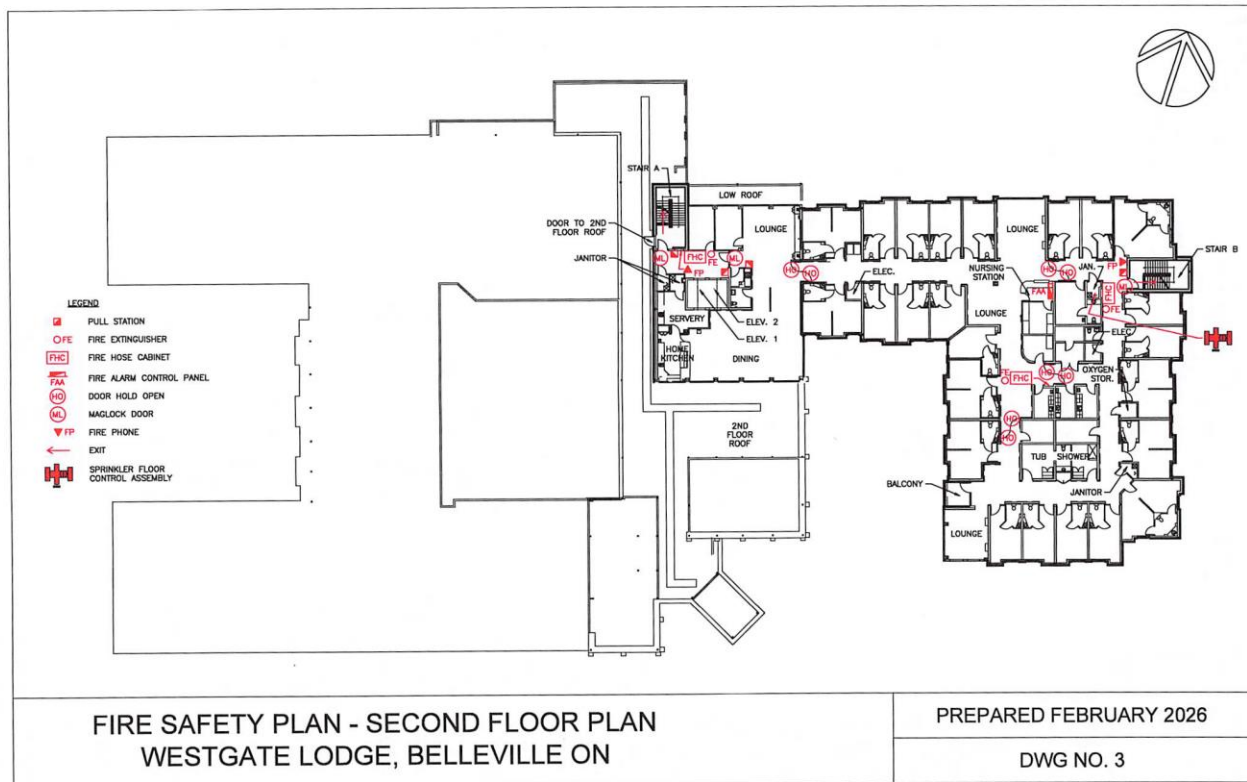 STAIR A
LOW ROOF
LOUNGE
DOOR TO 2ND
FLOOR ROOF
JANITOR
ML
FHC
FE
ML
FP
HO
HO
ELEC.
SERVERY
ELEV. 2
ELEV. 1
HOME
KITCHEN
DINING
LOUNGE
NURSING
STATION
FAA
LOUNGE
HO
HO
JAN.
FP
ML
FHC
FE
STAIR B
ELEC
OXYGEN
STOR.
FE
FHC
HO
HO
HO
HO
2ND
FLOOR
ROOF
TUB
SHOWER
BALCONY
JANITOR
LOUNGE
LEGEND
PULL STATION
FE FIRE EXTINGUISHER
FHC FIRE HOSE CABINET
FAA FIRE ALARM CONTROL PANEL
HO DOOR HOLD OPEN
ML MAGLOCK DOOR
FP FIRE PHONE
EXIT
SPRINKLER FLOOR
CONTROL ASSEMBLY
FIRE SAFETY PLAN - SECOND FLOOR PLAN
WESTGATE LODGE, BELLEVILLE ON
PREPARED FEBRUARY 2026
DWG NO. 3